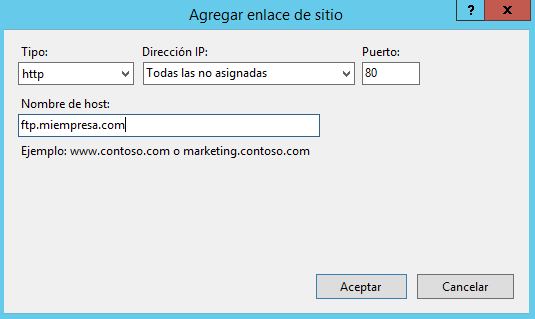 Agregar enlace de sitio
? x
Tipo: Dirección IP: Puerto:
http Todas las no asignadas 80
Nombre de host:
ftp.miempresa.com
Ejemplo: www.contoso.com o marketing.contoso.com
Aceptar Cancelar